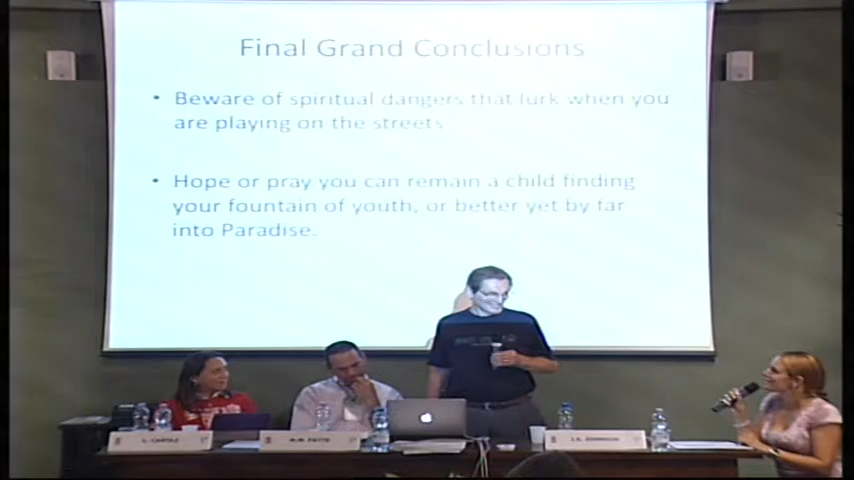 Final Grand Conclusions
• Beware of spiritual dangers that lurk when you
are playing on the streets
• Hope or pray you can remain a child finding
your fountain of youth, or better yet by far
into Paradise.
J.S. JOHNSON